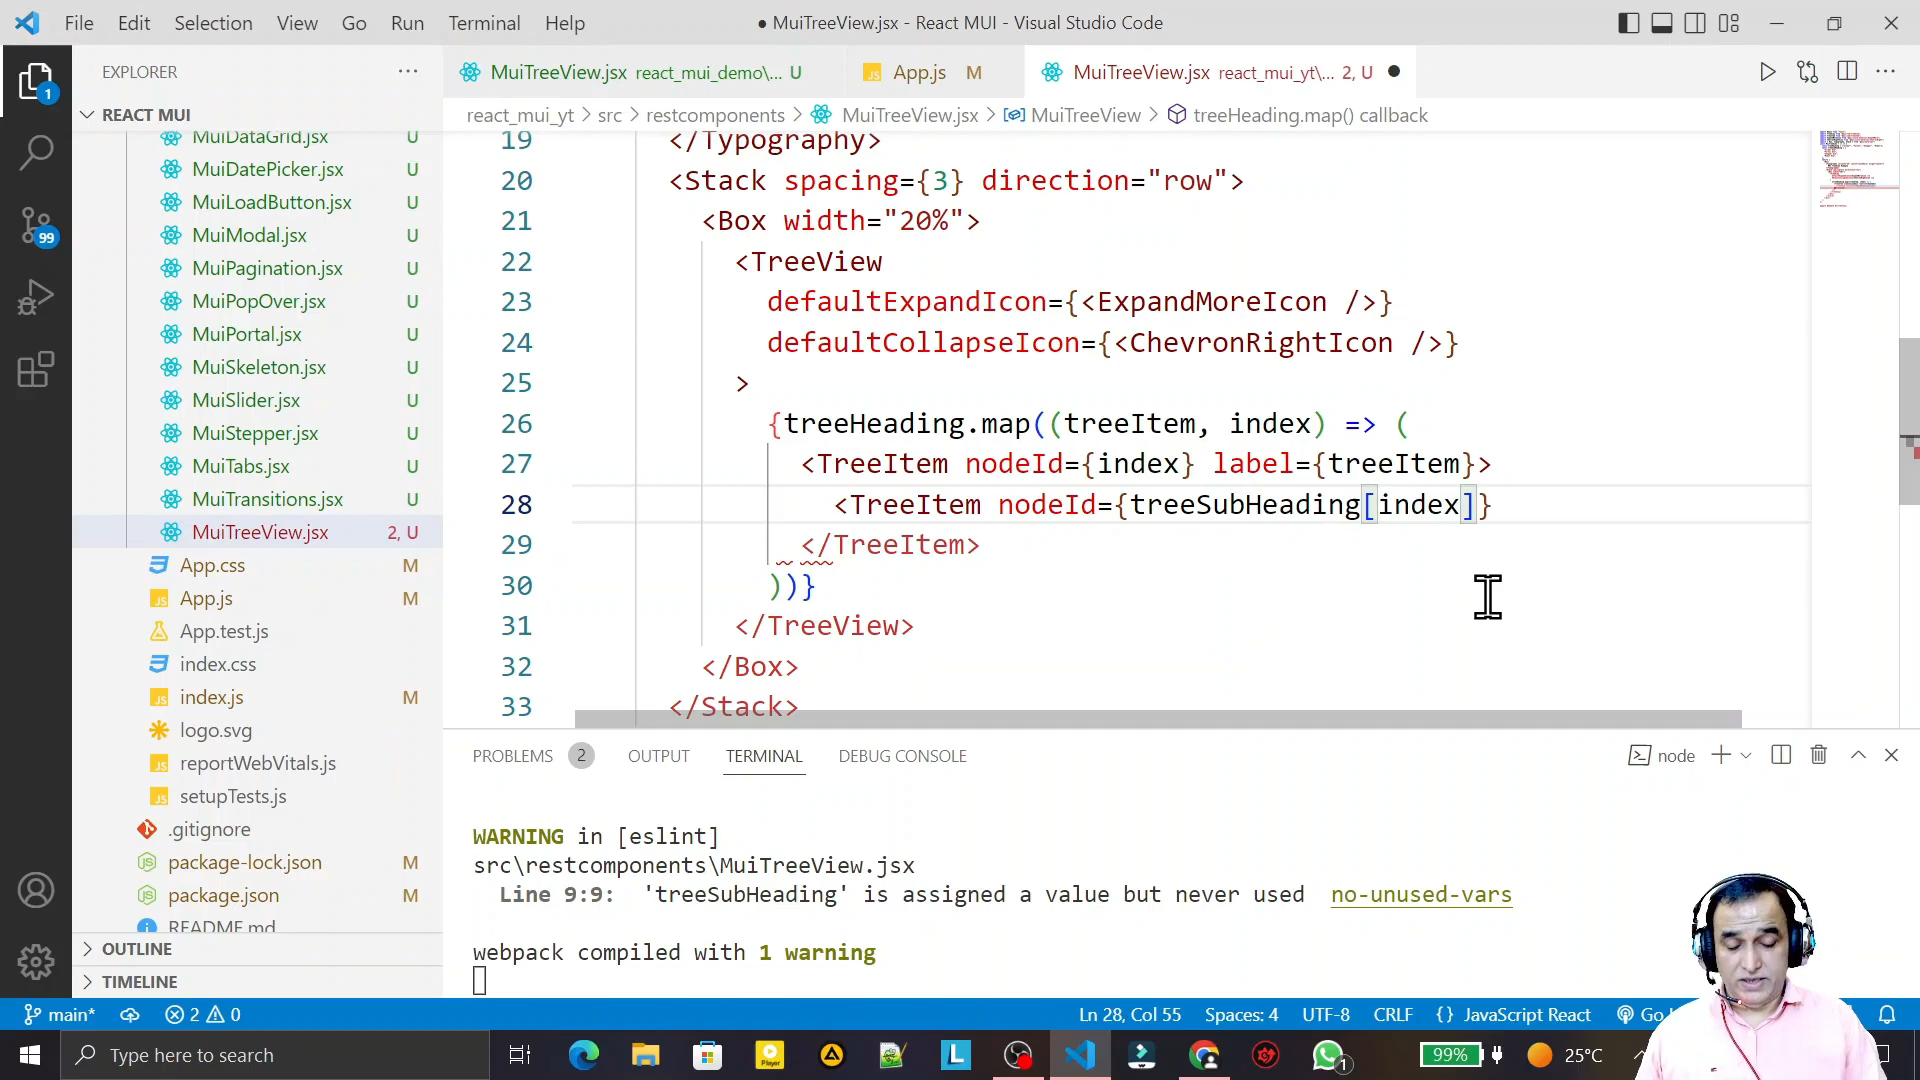 File Edit Selection View Go Run Terminal Help
● MuiTreeView.jsx - React MUI - Visual Studio Code
EXPLORER
MuiTreeView.jsx react_mui_demo\... U
App.js M
MuiTreeView.jsx react_mui_yt\... 2, U
REACT MUI
react_mui_yt > src > restcomponents > MuiTreeView.jsx > MuiTreeView > treeHeading.map() callback
MuiDataGrid.jsx U
MuiDatePicker.jsx U
MuiLoadButton.jsx U
MuiModal.jsx U
MuiPagination.jsx U
MuiPopOver.jsx U
MuiPortal.jsx U
MuiSkeleton.jsx U
MuiSlider.jsx U
MuiStepper.jsx U
MuiTabs.jsx U
MuiTransitions.jsx U
MuiTreeView.jsx 2, U
App.css M
App.js M
App.test.js
index.css
index.js M
logo.svg
reportWebVitals.js
setupTests.js
.gitignore
package-lock.json M
package.json M
README.md
OUTLINE
TIMELINE
1
99
19 </Typography>
20 <Stack spacing={3} direction="row">
21 <Box width="20%">
22 <TreeView
23 defaultExpandIcon={<ExpandMoreIcon />}
24 defaultCollapseIcon={<ChevronRightIcon />}
25 >
26 {treeHeading.map((treeItem, index) => (
27 <TreeItem nodeId={index} label={treeItem}>
28 <TreeItem nodeId={treeSubHeading[index]}
29 </TreeItem>
30 ))}
31 </TreeView>
32 </Box>
33 </Stack>
PROBLEMS 2 OUTPUT TERMINAL DEBUG CONSOLE
node
WARNING in [eslint]
src\restcomponents\MuiTreeView.jsx
Line 9:9: 'treeSubHeading' is assigned a value but never used no-unused-vars
webpack compiled with 1 warning
main* 2 0
Ln 28, Col 55 Spaces: 4 UTF-8 CRLF {} JavaScript React Go
Type here to search
Player
L
1
99%
25°C